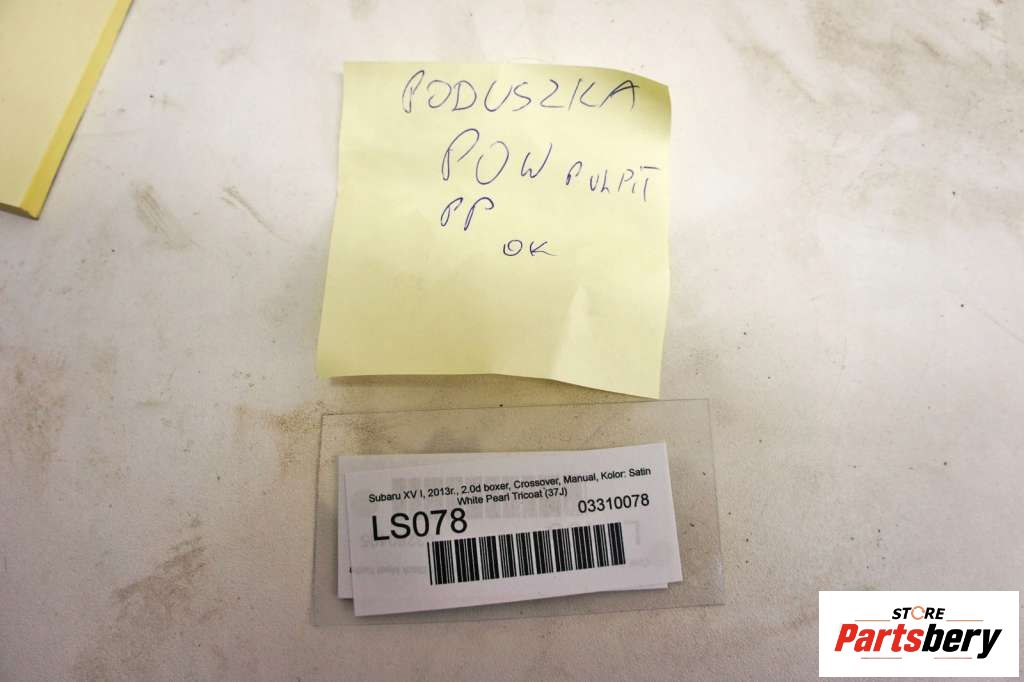 PODUSZKA
POW PULPIT
PP
OK
Subaru XV I, 2013r., 2.0d boxer, Crossover, Manual, Kolor: Satin
White Pearl Tricoat (37J)
LS078 03310078
STORE
Partsbery